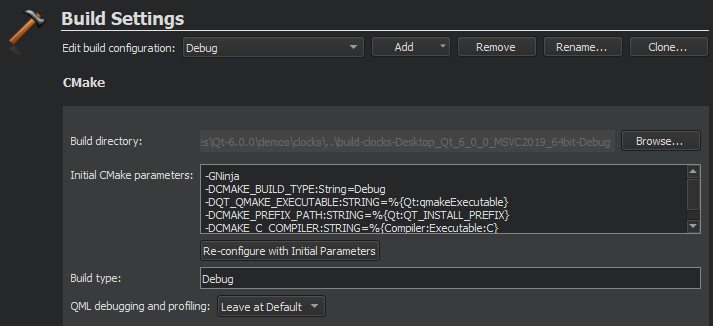 Build Settings
Edit build configuration: Debug Add Remove Rename... Clone...
CMake
Build directory: es\Qt-6.0.0\demos\clocks\..\build-clocks-Desktop_Qt_6_0_0_MSVC2019_64bit-Debug Browse...
Initial CMake parameters: -GNinja
-DCMAKE_BUILD_TYPE:String=Debug
-DQT_QMAKE_EXECUTABLE:STRING=%{Qt:qmakeExecutable}
-DCMAKE_PREFIX_PATH:STRING=%{Qt:QT_INSTALL_PREFIX}
-DCMAKE_C_COMPILER:STRING=%{Compiler:Executable:C}
Re-configure with Initial Parameters
Build type: Debug
QML debugging and profiling: Leave at Default